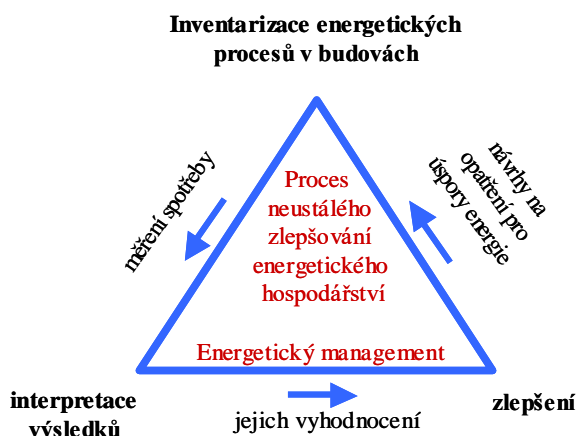 Inventarizace energetických
procesů v budovách
měření spotřeby
návrhy na
opatření pro
úspory energie
Proces
neustálého
zlepšování
energetického
hospodářství
Energetický management
interpretace
výsledků
jejich vyhodnocení
zlepšení